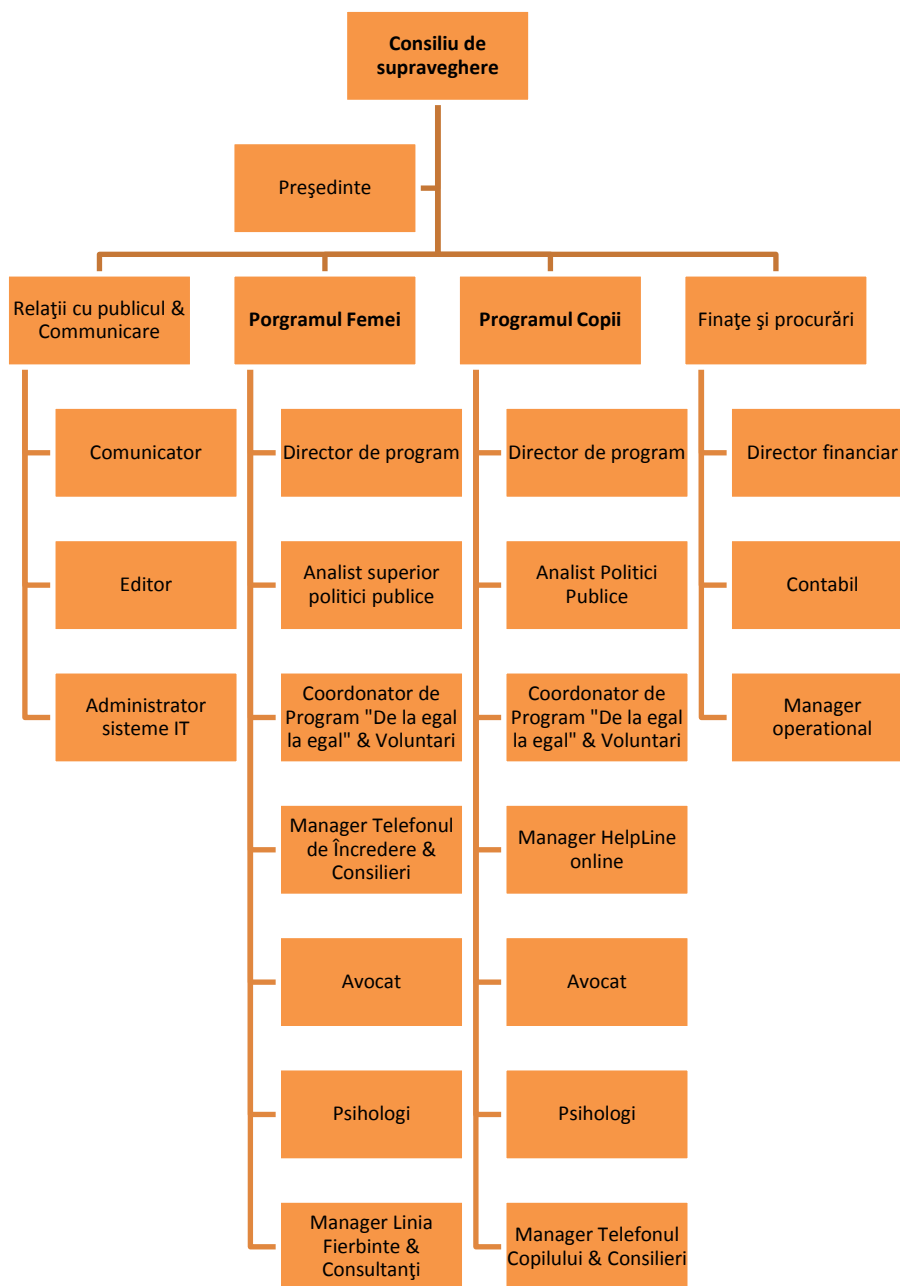 Consiliu de
supraveghere
Preşedinte
Relaţii cu publicul &
Communicare
Porgramul Femei
Programul Copii
Finaţe şi procurări
Comunicator
Director de program
Director de program
Director financiar
Editor
Analist superior
politici publice
Analist Politici
Publice
Contabil
Administrator
sisteme IT
Coordonator de
Program "De la egal
la egal" & Voluntari
Coordonator de
Program "De la egal
la egal" & Voluntari
Manager
operational
Manager Telefonul
de Încredere &
Consilieri
Manager HelpLine
online
Avocat
Avocat
Psihologi
Psihologi
Manager Linia
Fierbinte &
Consultanţi
Manager Telefonul
Copilului & Consilieri